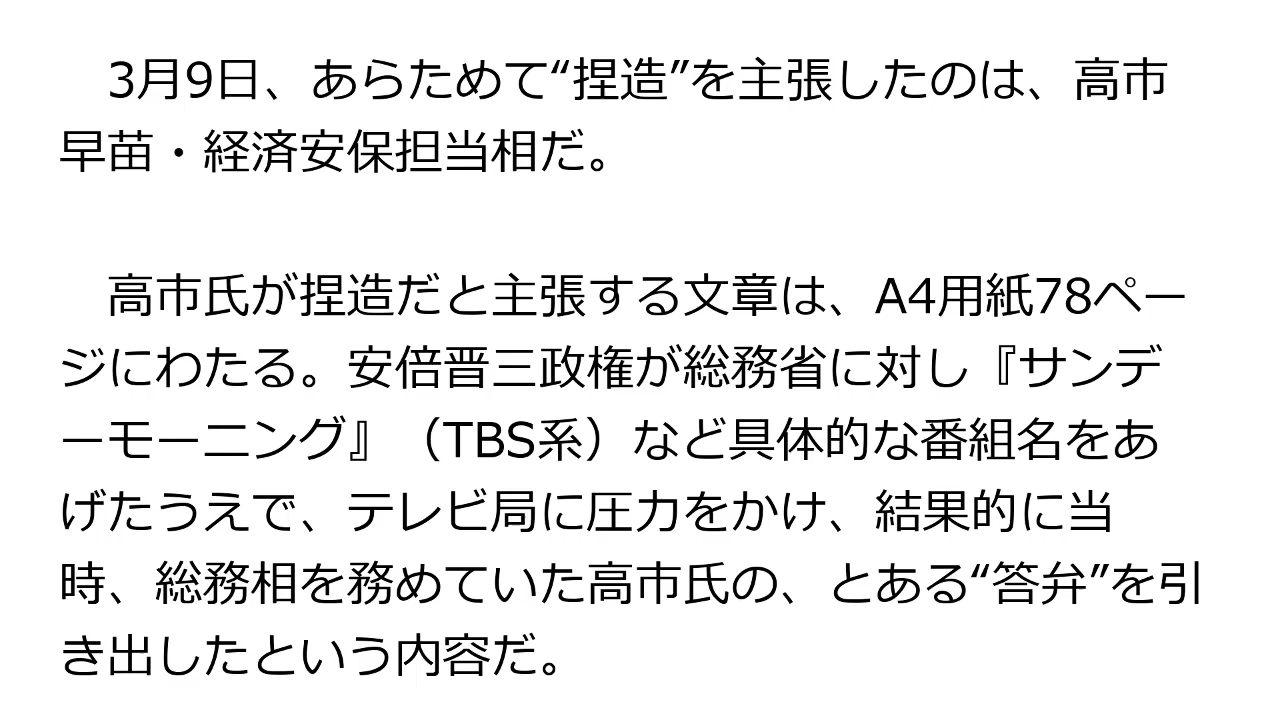 3月9日、あらためて“捏造”を主張したのは、高市
早苗・経済安保担当相だ。
　高市氏が捏造だと主張する文章は、A4用紙78ペー
ジにわたる。安倍晋三政権が総務省に対し『サンデ
ーモーニング』（TBS系）など具体的な番組名をあ
げたうえで、テレビ局に圧力をかけ、結果的に当
時、総務相を務めていた高市氏の、とある“答弁”を引
き出したという内容だ。